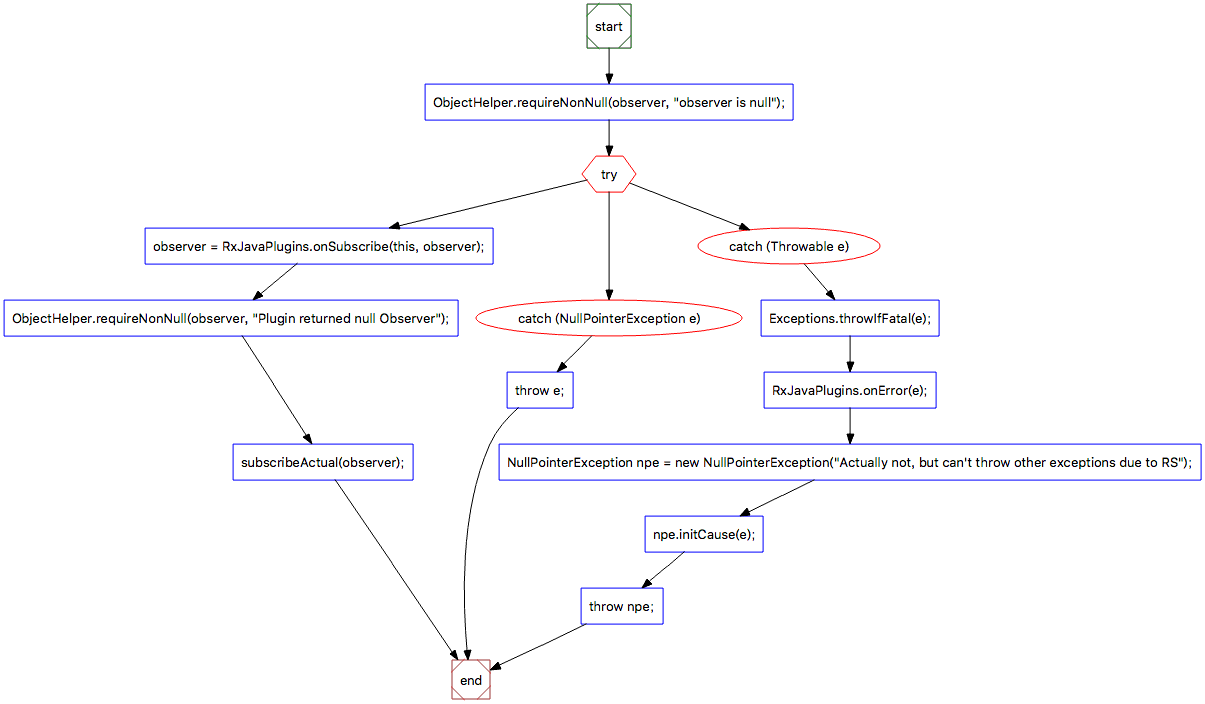 start
ObjectHelper.requireNonNull(observer, "observer is null");
try
observer = RxJavaPlugins.onSubscribe(this, observer);
catch (Throwable e)
ObjectHelper.requireNonNull(observer, "Plugin returned null Observer");
catch (NullPointerException e)
Exceptions.throwIfFatal(e);
throw e;
RxJavaPlugins.onError(e);
subscribeActual(observer);
NullPointerException npe = new NullPointerException("Actually not, but can't throw other exceptions due to RS");
npe.initCause(e);
throw npe;
end